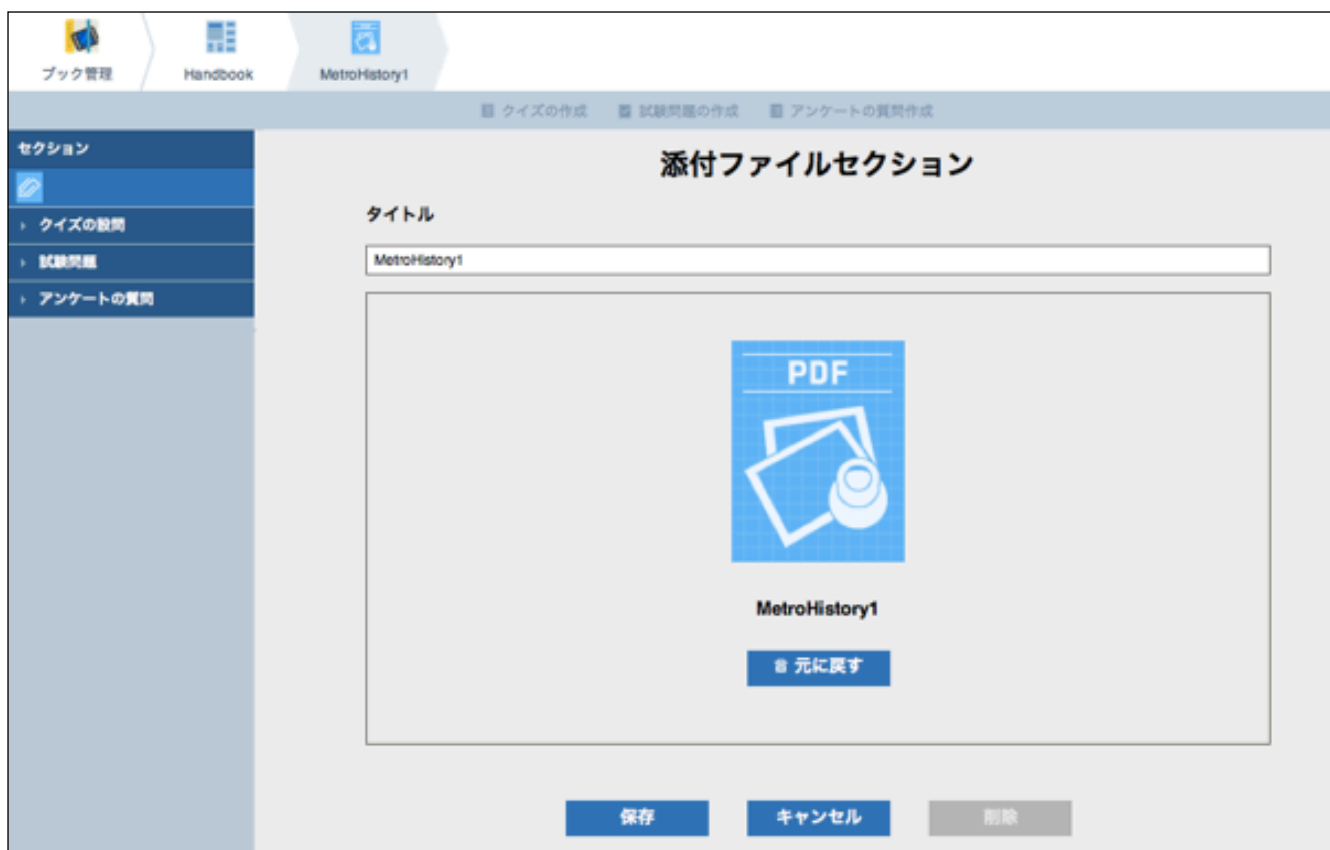 ブック管理
Handbook
MetroHistory1
クイズの作成 試験問題の作成 アンケートの質問作成
セクション
クイズの設問
試験問題
アンケートの質問
添付ファイルセクション
タイトル
MetroHistory1
PDF
MetroHistory1
元に戻す
保存 キャンセル 削除